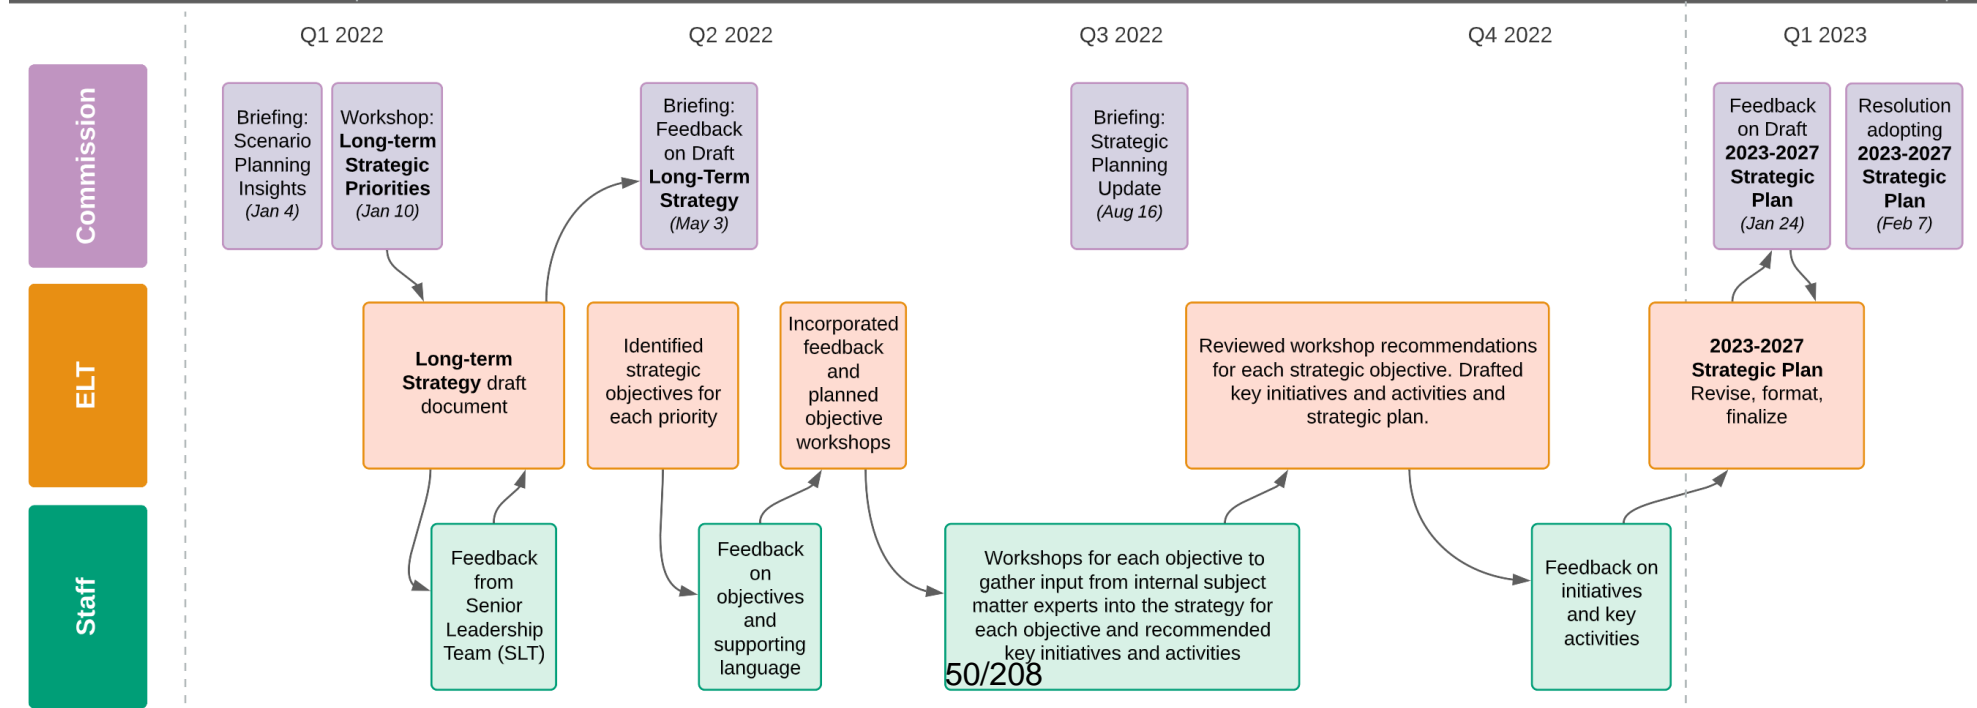 Q1 2022
Q2 2022
Q3 2022
Q4 2022
Q1 2023
Commission
Briefing:
Scenario
Planning
Insights
(Jan 4)
Workshop:
Long-term
Strategic
Priorities
(Jan 10)
Briefing:
Feedback
on Draft
Long-Term
Strategy
(May 3)
Briefing:
Strategic
Planning
Update
(Aug 16)
Feedback
on Draft
2023-2027
Strategic
Plan
(Jan 24)
Resolution
adopting
2023-2027
Strategic
Plan
(Feb 7)
ELT
Long-term
Strategy draft
document
Identified
strategic
objectives for
each priority
Incorporated
feedback
and
planned
objective
workshops
Reviewed workshop recommendations
for each strategic objective. Drafted
key initiatives and activities and
strategic plan.
2023-2027
Strategic Plan
Revise, format,
finalize
Staff
Feedback
from
Senior
Leadership
Team (SLT)
Feedback
on
objectives
and
supporting
language
Workshops for each objective to
gather input from internal subject
matter experts into the strategy for
each objective and recommended
key initiatives and activities
Feedback on
initiatives
and key
activities
50/208